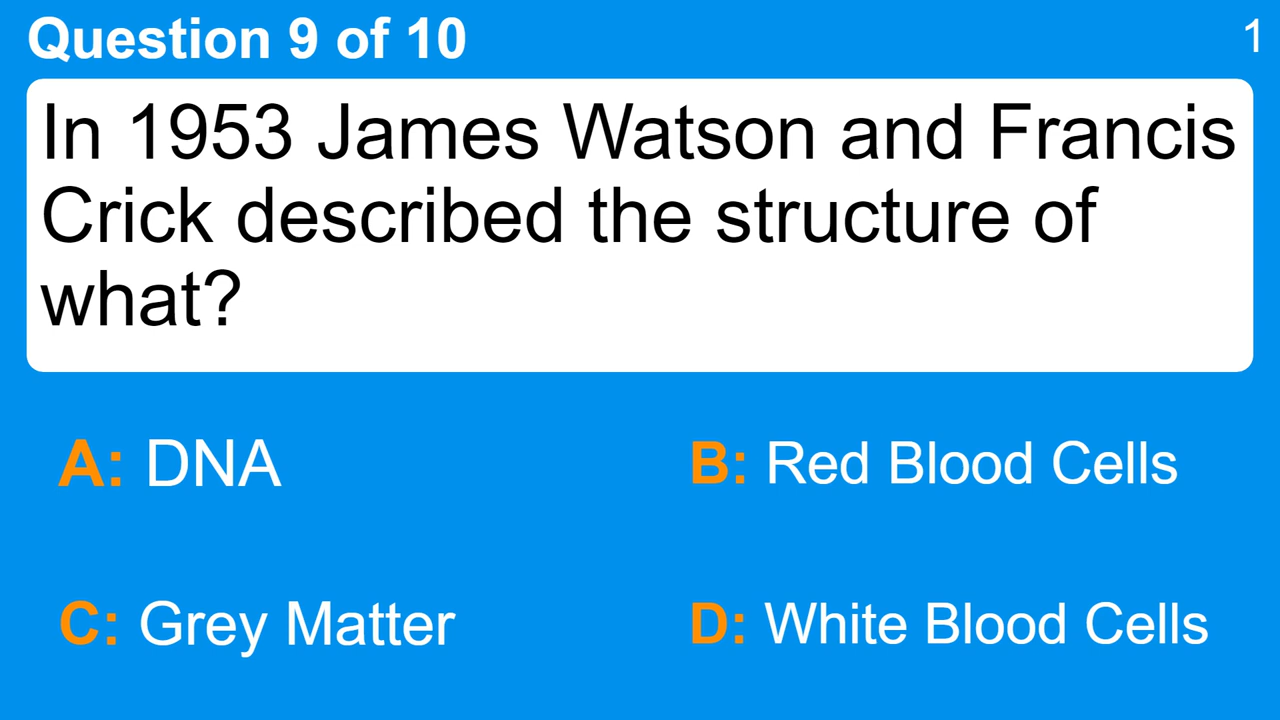 Question 9 of 10
1
In 1953 James Watson and Francis
Crick described the structure of
what?
A: DNA
B: Red Blood Cells
C: Grey Matter
D: White Blood Cells